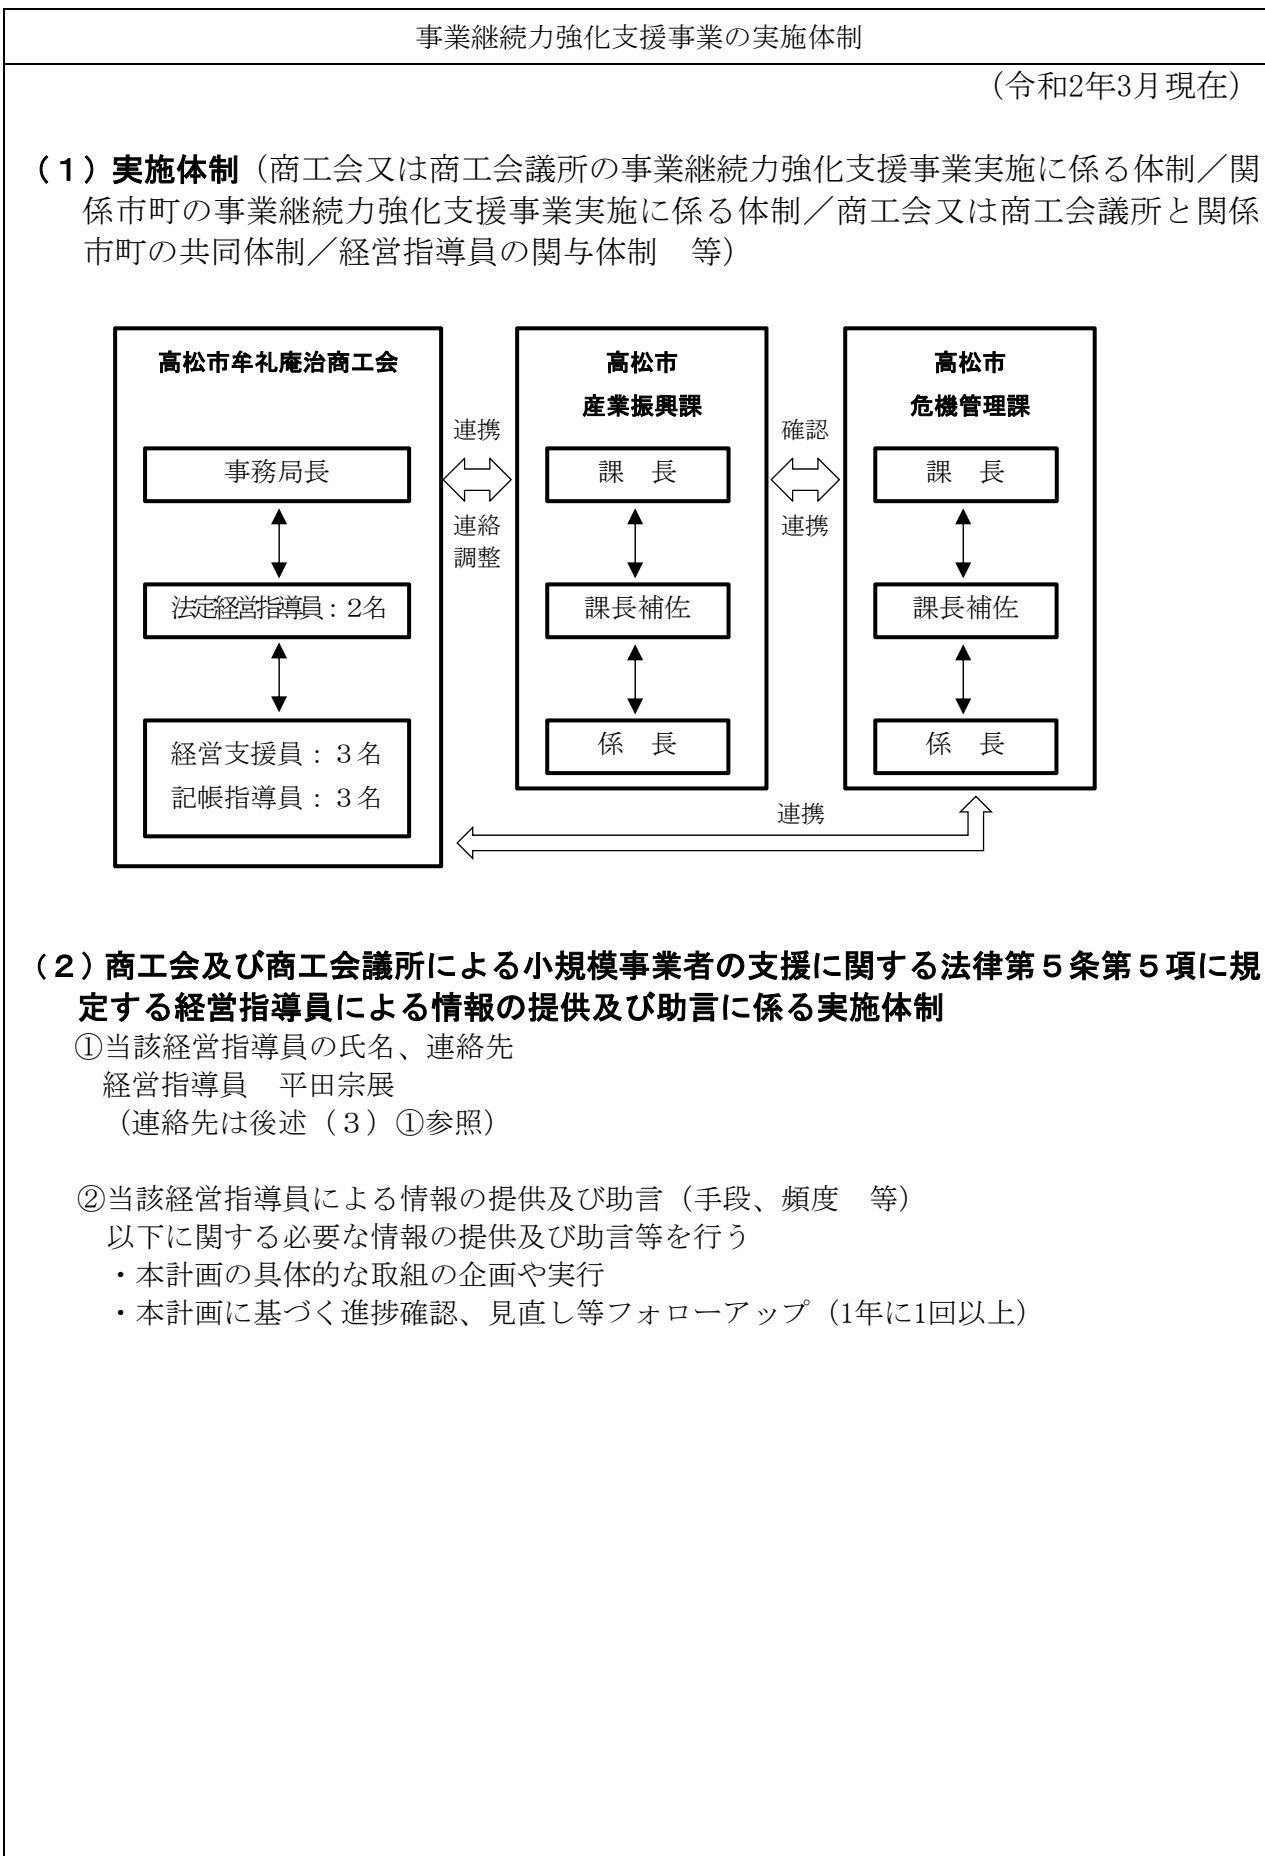 事業継続力強化支援事業の実施体制
（令和2年3月現在）
（１）実施体制（商工会又は商工会議所の事業継続力強化支援事業実施に係る体制／関
係市町の事業継続力強化支援事業実施に係る体制／商工会又は商工会議所と関係
市町の共同体制／経営指導員の関与体制　等）
高松市牟礼庵治商工会
事務局長
法定経営指導員：２名
経営支援員：３名
記帳指導員：３名
連携
連絡
調整
高松市
産業振興課
課　長
課長補佐
係　長
確認
連携
高松市
危機管理課
課　長
課長補佐
係　長
連携
（２）商工会及び商工会議所による小規模事業者の支援に関する法律第５条第５項に規
定する経営指導員による情報の提供及び助言に係る実施体制
①当該経営指導員の氏名、連絡先
経営指導員　平田宗展
（連絡先は後述（３）①参照）
②当該経営指導員による情報の提供及び助言（手段、頻度　等）
以下に関する必要な情報の提供及び助言等を行う
・本計画の具体的な取組の企画や実行
・本計画に基づく進捗確認、見直し等フォローアップ（1年に1回以上）